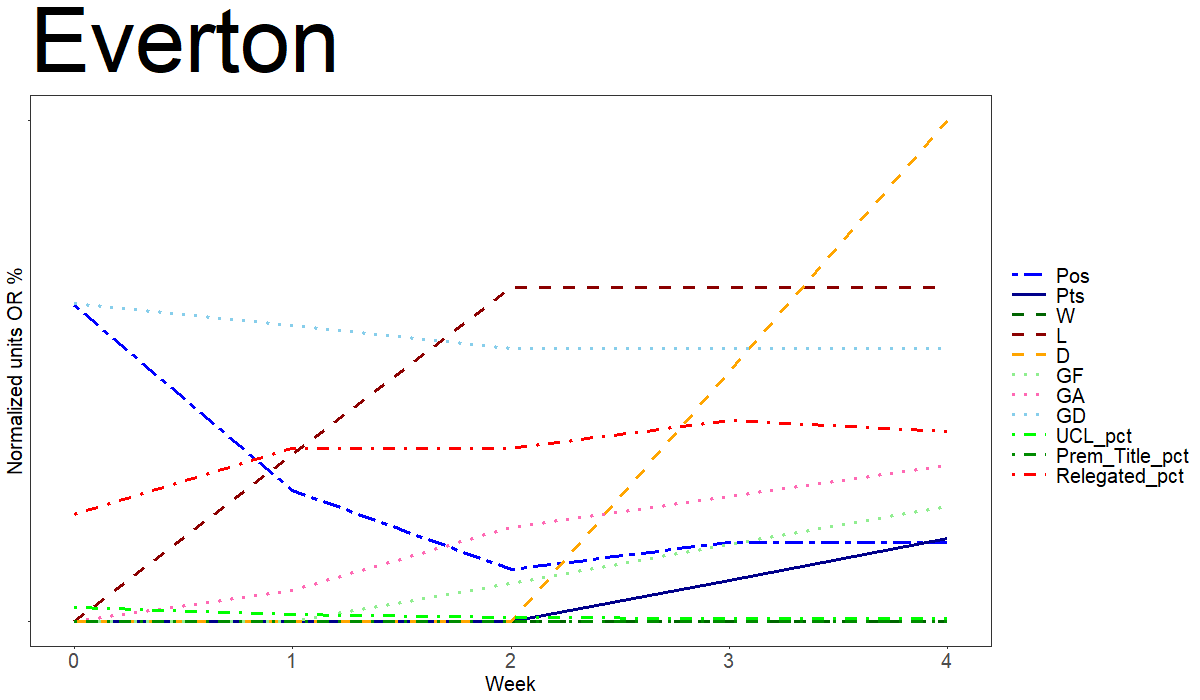 Everton
Normalized units OR %
0 1 2 3 4
Week
Pos
Pts
W
L
D
GF
GA
GD
UCL_pct
Prem_Title_pct
Relegated_pct